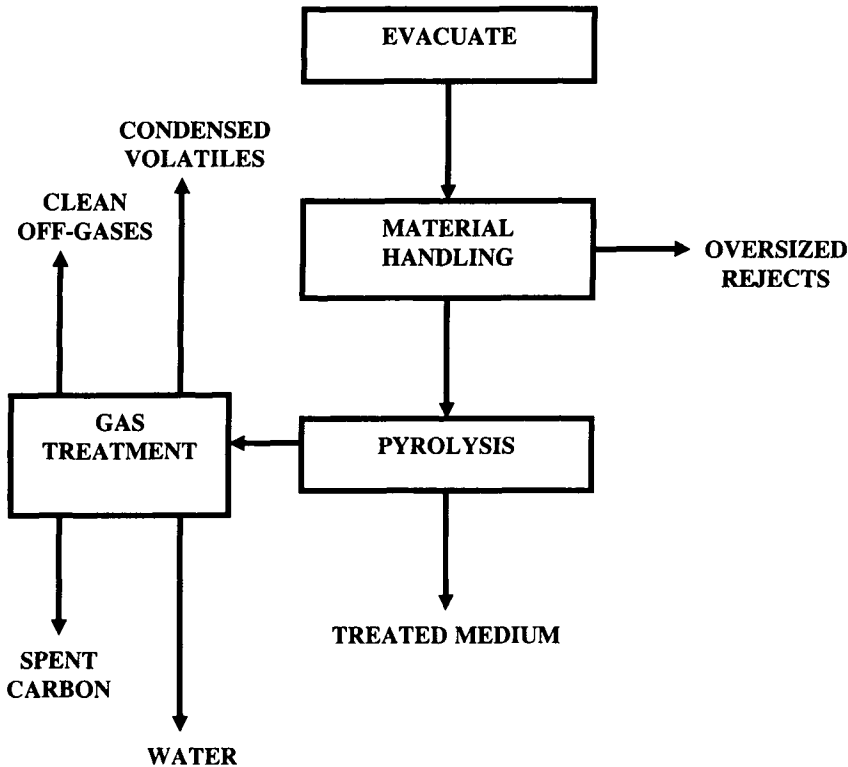 EVACUATE
CONDENSED
VOLATILES
CLEAN
OFF-GASES
MATERIAL
HANDLING
OVERSIZED
REJECTS
GAS
TREATMENT
PYROLYSIS
TREATED MEDIUM
SPENT
CARBON
WATER